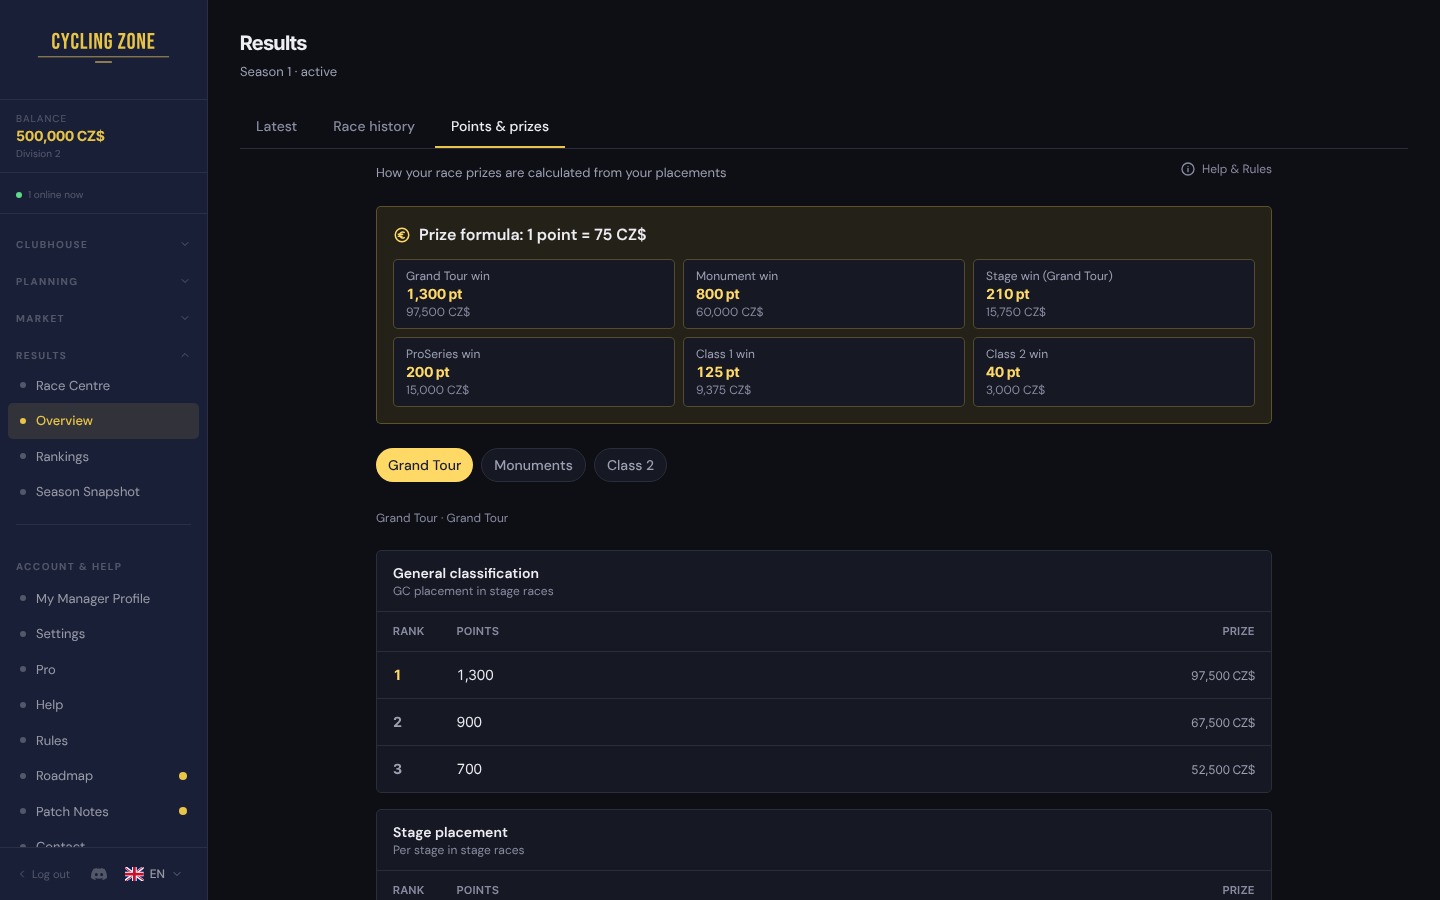 CYCLING ZONE
BALANCE
500,000 CZ$
Division 2
1 online now
CLUBHOUSE
PLANNING
MARKET
RESULTS
Race Centre
Overview
Rankings
Season Snapshot
ACCOUNT & HELP
My Manager Profile
Settings
Pro
Help
Rules
Roadmap
Patch Notes
Contact
Log out
EN
Results
Season 1 · active
Latest
Race history
Points & prizes
How your race prizes are calculated from your placements
Help & Rules
Prize formula: 1 point = 75 CZ$
Grand Tour win
1,300 pt
97,500 CZ$
Monument win
800 pt
60,000 CZ$
Stage win (Grand Tour)
210 pt
15,750 CZ$
ProSeries win
200 pt
15,000 CZ$
Class 1 win
125 pt
9,375 CZ$
Class 2 win
40 pt
3,000 CZ$
Grand Tour
Monuments
Class 2
Grand Tour · Grand Tour
General classification
GC placement in stage races
RANK POINTS PRIZE
1 1,300 97,500 CZ$
2 900 67,500 CZ$
3 700 52,500 CZ$
Stage placement
Per stage in stage races
RANK POINTS PRIZE